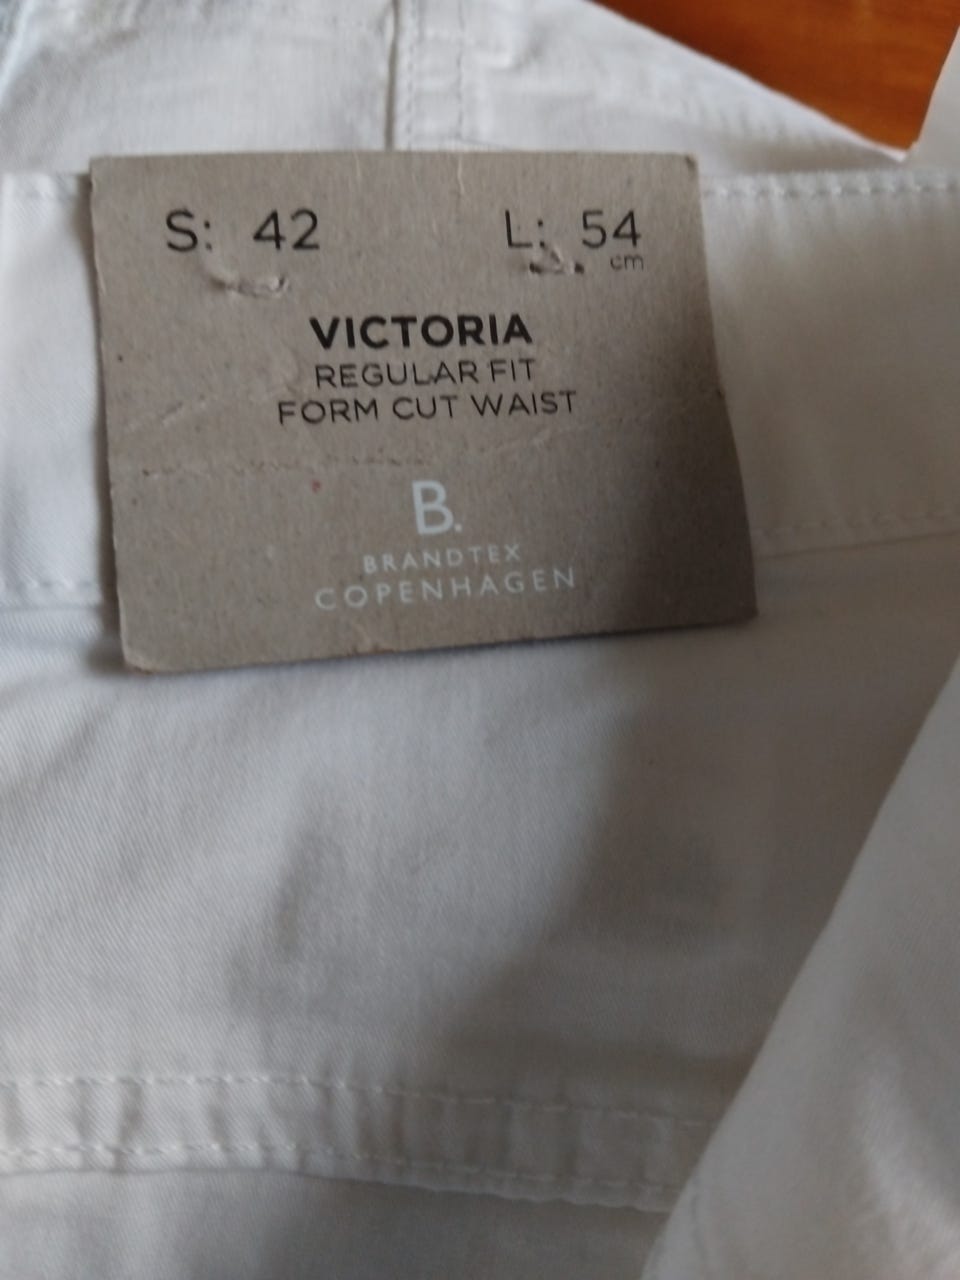 S: 42 L: 54
cm
VICTORIA
REGULAR FIT
FORM CUT WAIST
B.
BRANDTEX
COPENHAGEN